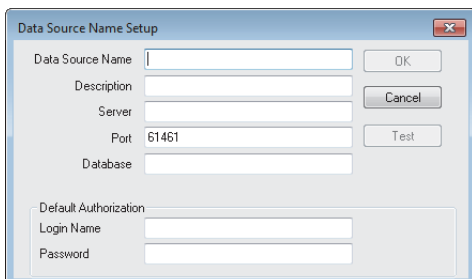 Data Source Name Setup
Data Source Name
OK
Description
Cancel
Server
Port 61461
Test
Database
Default Authorization
Login Name
Password